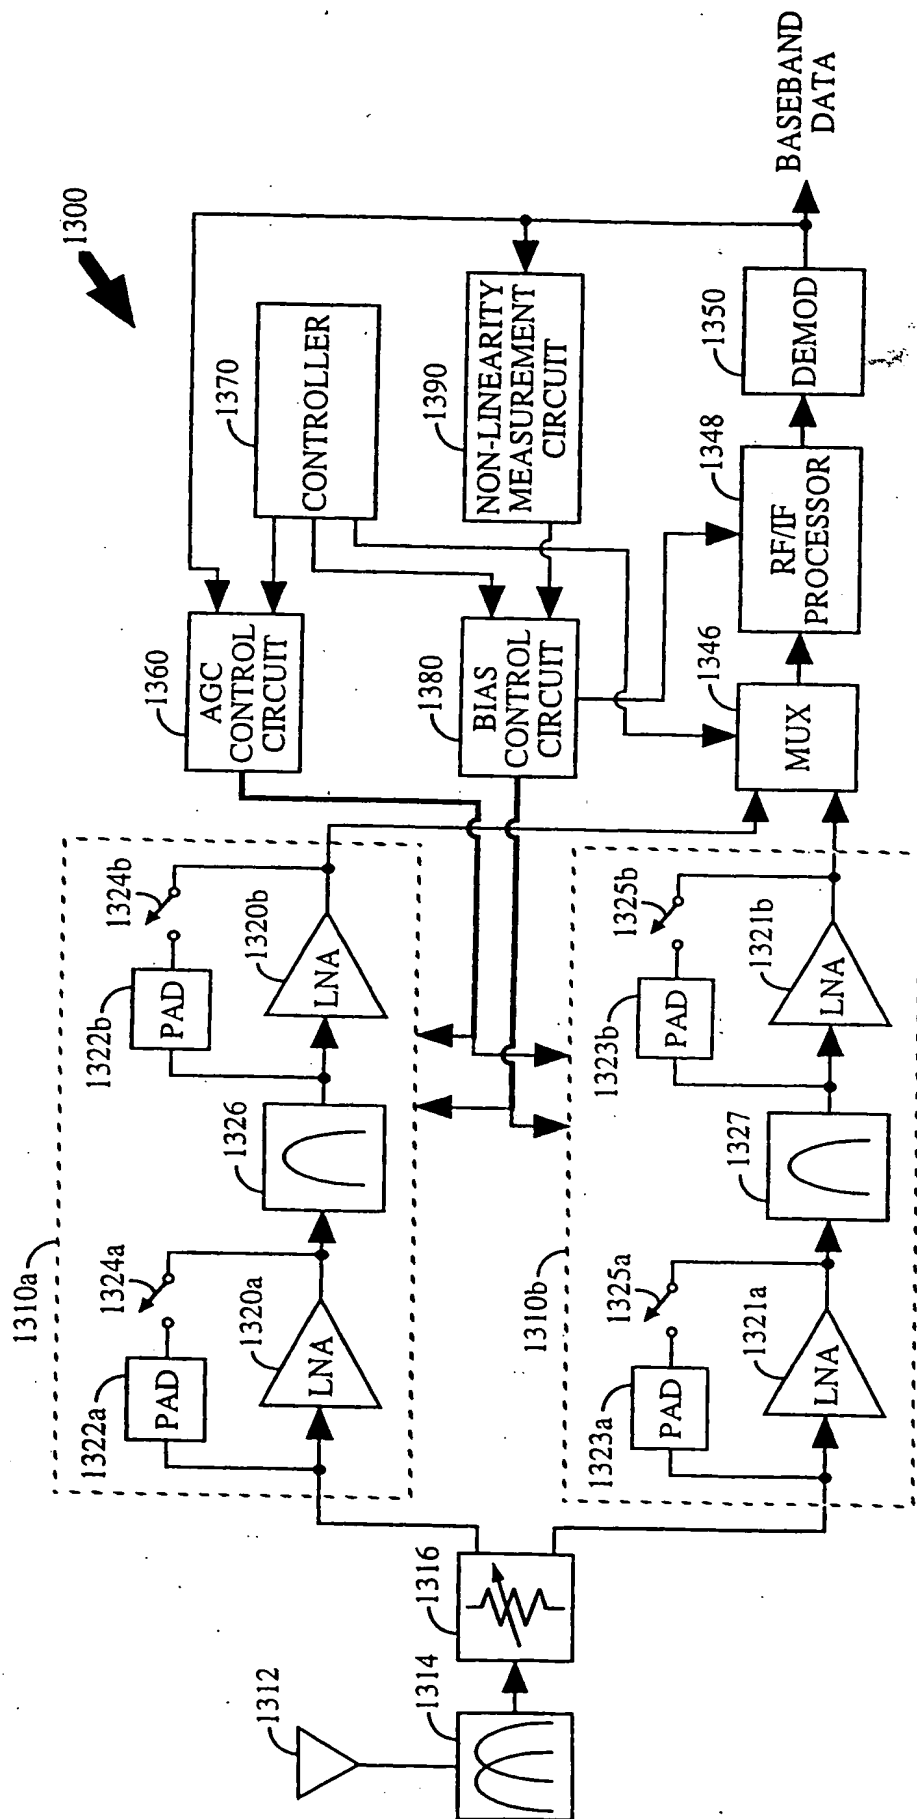 1300
1310a
1322a
PAD
1324a
1320a
LNA
1326
1322b
PAD
1324b
1320b
LNA
1360
AGC
CONTROL
CIRCUIT
1370
CONTROLLER
1380
BIAS
CONTROL
CIRCUIT
1390
NON-LINEARITY
MEASUREMENT
CIRCUIT
1312
1314
1316
1310b
1323a
PAD
1325a
1321a
LNA
1327
1323b
PAD
1325b
1321b
LNA
1346
MUX
1348
RF/IF
PROCESSOR
1350
DEMOD
BASEBAND
DATA